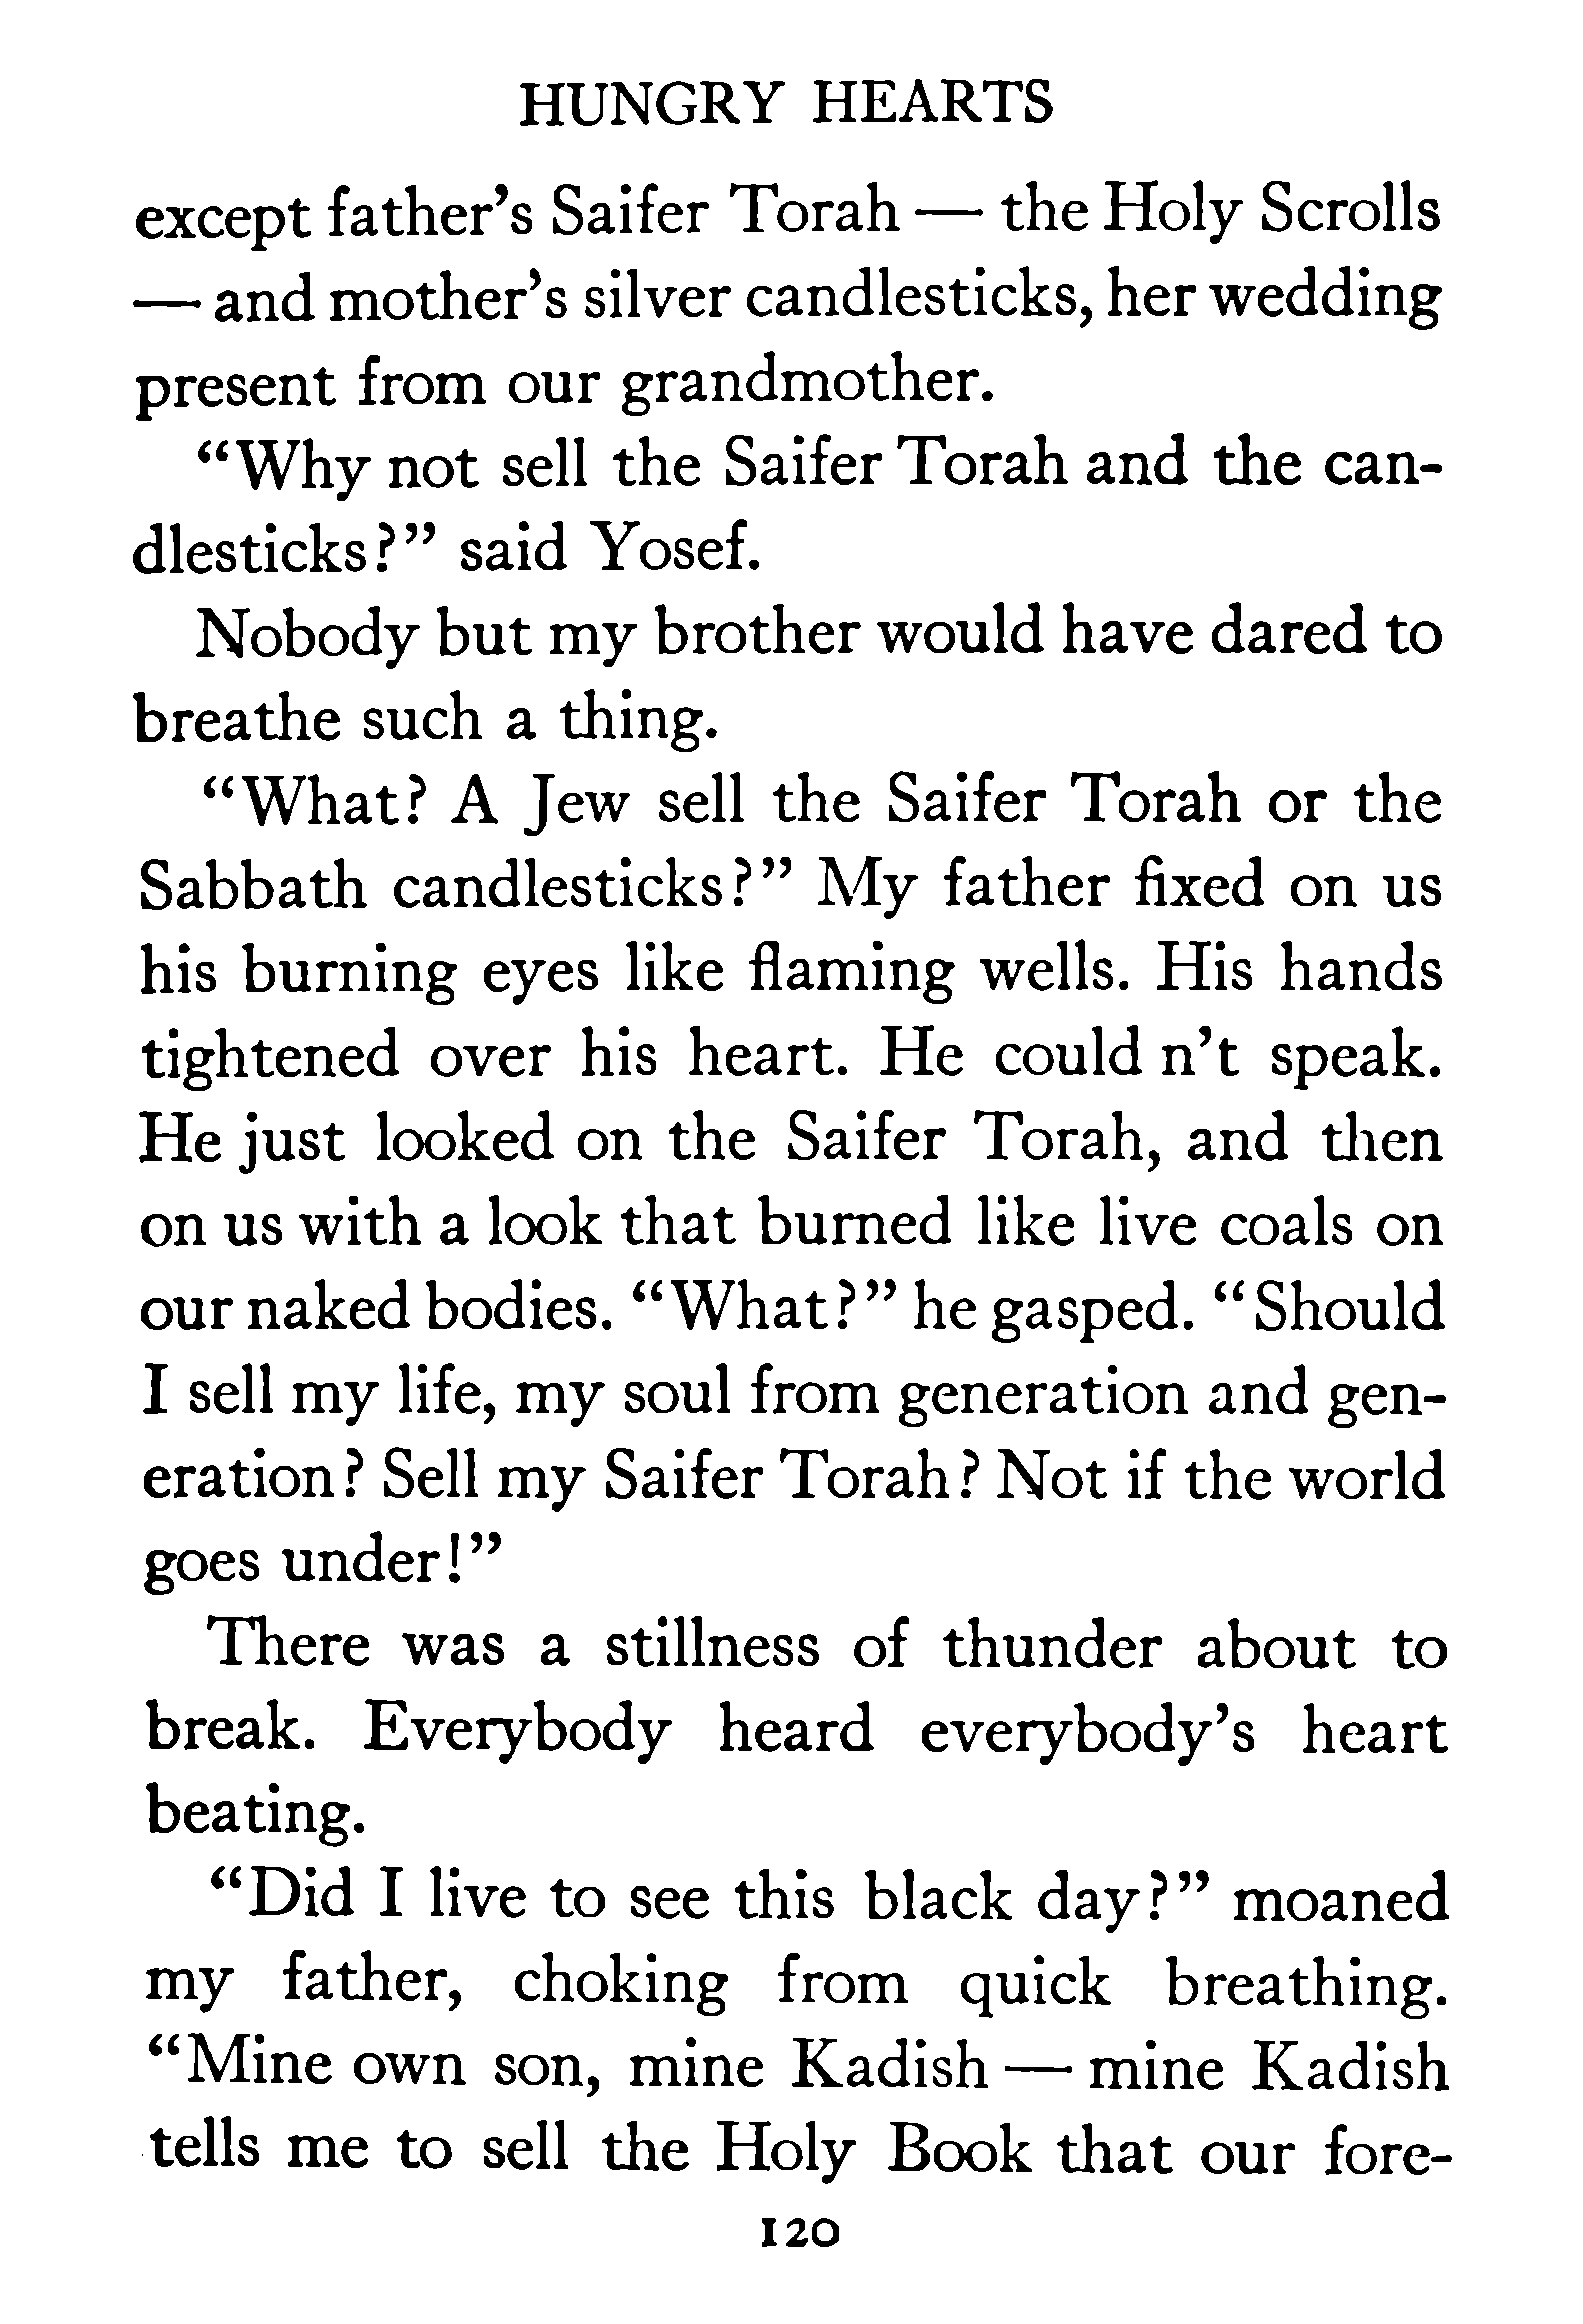 HUNGRY HEARTS
except father's Saifer Torah — the Holy Scrolls
— and mother's silver candlesticks, her wedding
present from our grandmother.
"Why not sell the Saifer Torah and the can-
dlesticks?" said Yosef.
Nobody but my brother would have dared to
breathe such a thing.
"What? A Jew sell the Saifer Torah or the
Sabbath candlesticks?" My father fixed on us
his burning eyes like flaming wells. His hands
tightened over his heart. He could n't speak.
He just looked on the Saifer Torah, and then
on us with a look that burned like live coals on
our naked bodies. "What?" he gasped. "Should
I sell my life, my soul from generation and gen-
eration? Sell my Saifer Torah? Not if the world
goes under!"
There was a stillness of thunder about to
break. Everybody heard everybody's heart
beating.
"Did I live to see this black day?" moaned
my father, choking from quick breathing.
"Mine own son, mine Kadish — mine Kadish
tells me to sell the Holy Book that our fore-
120